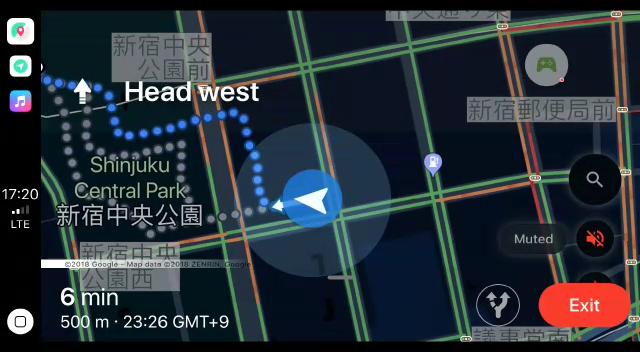 新宿中央
公園前
Head west
新宿郵便局前
Shinjuku
Central Park
新宿中央公園
17:20
LTE
Muted
新宿中央
公園西
©2018 Google - Map data ©2018 ZENRIN, Google
6 min
500 m · 23:26 GMT+9
Exit